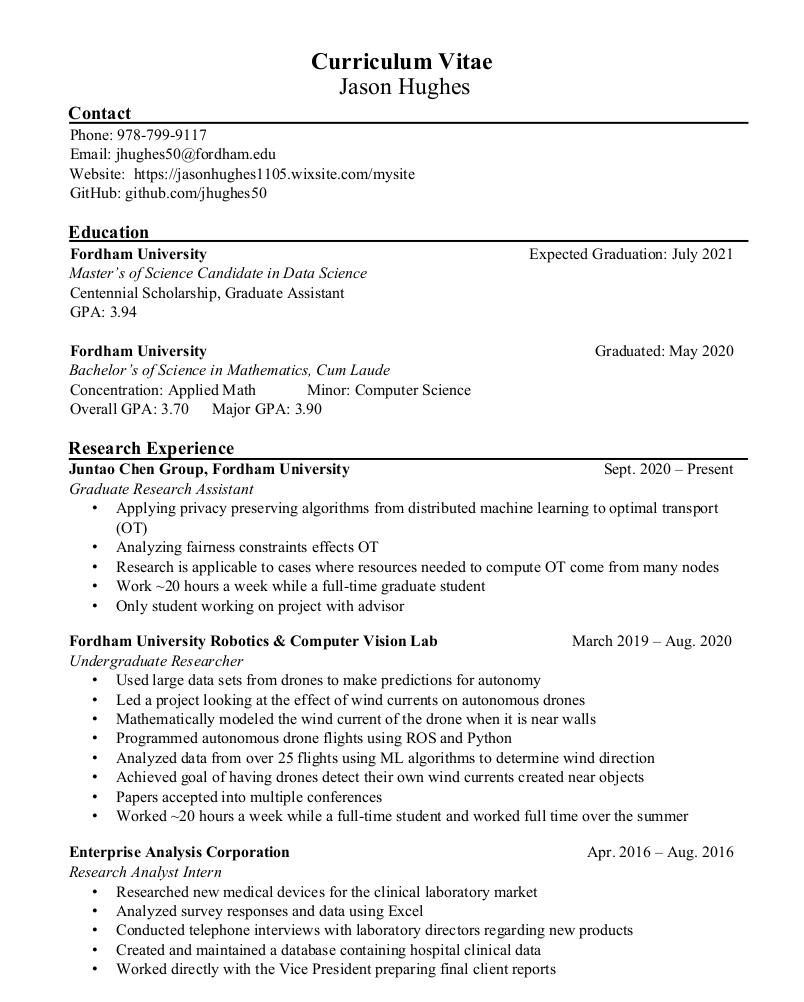 Curriculum Vitae
Jason Hughes
Contact
Phone: 978-799-9117
Email: jhughes50@fordham.edu
Website:  https://jasonhughes1105.wixsite.com/mysite
GitHub: github.com/jhughes50
Education
Fordham University Expected Graduation: July 2021
Master’s of Science Candidate in Data Science
Centennial Scholarship, Graduate Assistant
GPA: 3.94
Fordham University Graduated: May 2020
Bachelor’s of Science in Mathematics, Cum Laude
Concentration: Applied Math Minor: Computer Science
Overall GPA: 3.70 Major GPA: 3.90
Research Experience
Juntao Chen Group, Fordham University Sept. 2020 – Present
Graduate Research Assistant
• Applying privacy preserving algorithms from distributed machine learning to optimal transport
(OT)
• Analyzing fairness constraints effects OT
• Research is applicable to cases where resources needed to compute OT come from many nodes
• Work ~20 hours a week while a full-time graduate student
• Only student working on project with advisor
Fordham University Robotics & Computer Vision Lab March 2019 – Aug. 2020
Undergraduate Researcher
• Used large data sets from drones to make predictions for autonomy
• Led a project looking at the effect of wind currents on autonomous drones
• Mathematically modeled the wind current of the drone when it is near walls
• Programmed autonomous drone flights using ROS and Python
• Analyzed data from over 25 flights using ML algorithms to determine wind direction
• Achieved goal of having drones detect their own wind currents created near objects
• Papers accepted into multiple conferences
• Worked ~20 hours a week while a full-time student and worked full time over the summer
Enterprise Analysis Corporation Apr. 2016 – Aug. 2016
Research Analyst Intern
• Researched new medical devices for the clinical laboratory market
• Analyzed survey responses and data using Excel
• Conducted telephone interviews with laboratory directors regarding new products
• Created and maintained a database containing hospital clinical data
• Worked directly with the Vice President preparing final client reports